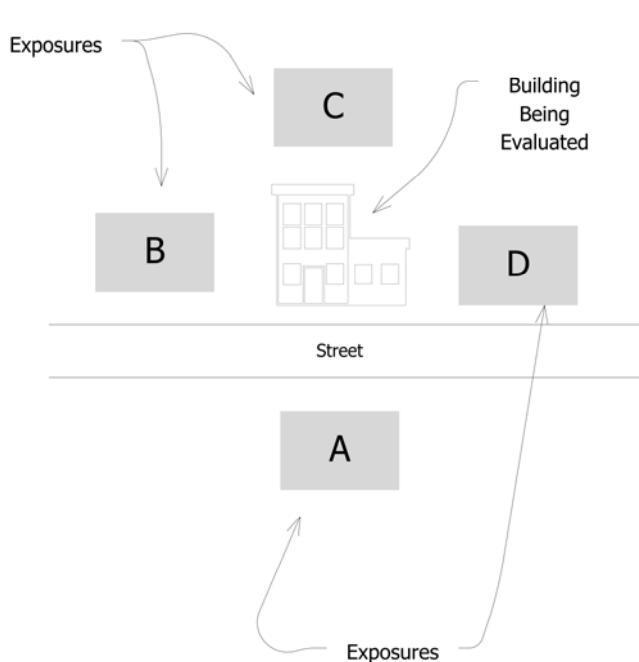 Exposures
C
Building
Being
Evaluated
B
D
Street
A
Exposures